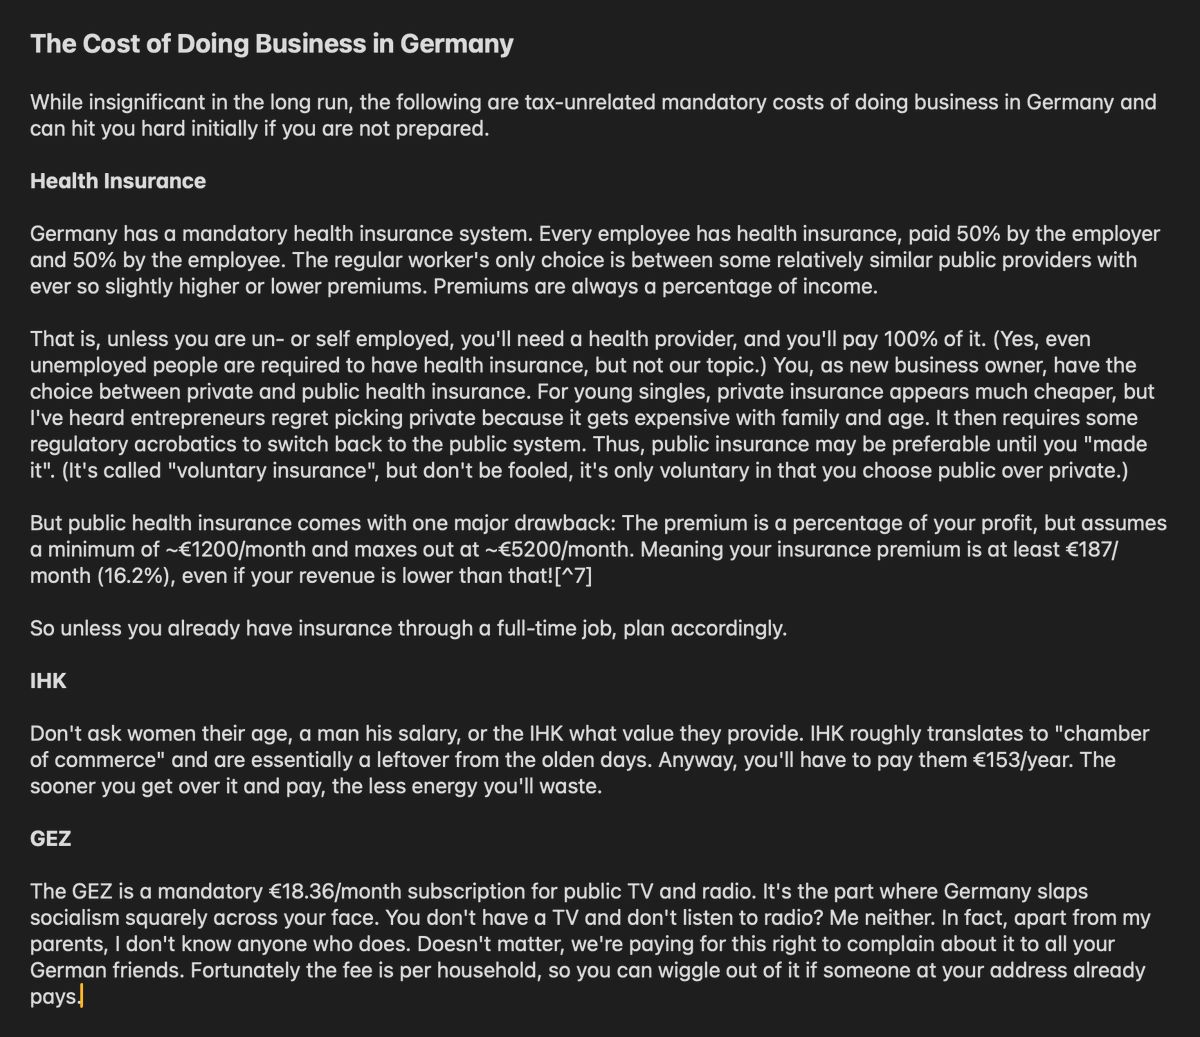 The Cost of Doing Business in Germany
While insignificant in the long run, the following are tax-unrelated mandatory costs of doing business in Germany and
can hit you hard initially if you are not prepared.
Health Insurance
Germany has a mandatory health insurance system. Every employee has health insurance, paid 50% by the employer
and 50% by the employee. The regular worker's only choice is between some relatively similar public providers with
ever so slightly higher or lower premiums. Premiums are always a percentage of income.
That is, unless you are un- or self employed, you'll need a health provider, and you'll pay 100% of it. (Yes, even
unemployed people are required to have health insurance, but not our topic.) You, as new business owner, have the
choice between private and public health insurance. For young singles, private insurance appears much cheaper, but
I've heard entrepreneurs regret picking private because it gets expensive with family and age. It then requires some
regulatory acrobatics to switch back to the public system. Thus, public insurance may be preferable until you "made
it". (It's called "voluntary insurance", but don't be fooled, it's only voluntary in that you choose public over private.)
But public health insurance comes with one major drawback: The premium is a percentage of your profit, but assumes
a minimum of ~€1200/month and maxes out at ~€5200/month. Meaning your insurance premium is at least €187/
month (16.2%), even if your revenue is lower than that![^7]
So unless you already have insurance through a full-time job, plan accordingly.
IHK
Don't ask women their age, a man his salary, or the IHK what value they provide. IHK roughly translates to "chamber
of commerce" and are essentially a leftover from the olden days. Anyway, you'll have to pay them €153/year. The
sooner you get over it and pay, the less energy you'll waste.
GEZ
The GEZ is a mandatory €18.36/month subscription for public TV and radio. It's the part where Germany slaps
socialism squarely across your face. You don't have a TV and don't listen to radio? Me neither. In fact, apart from my
parents, I don't know anyone who does. Doesn't matter, we're paying for this right to complain about it to all your
German friends. Fortunately the fee is per household, so you can wiggle out of it if someone at your address already
pays.